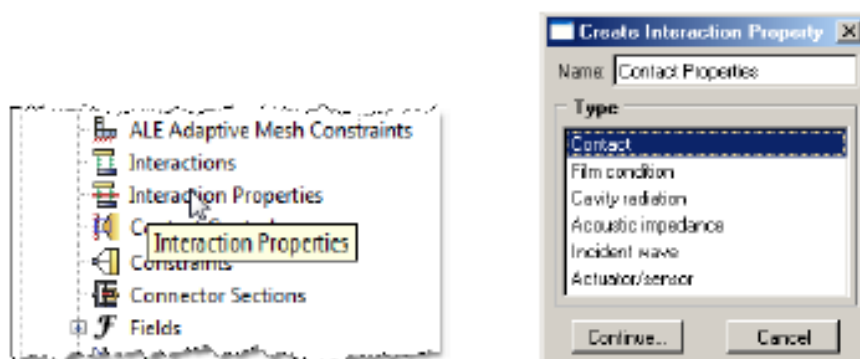 ALE Adaptive Mesh Constraints
Interactions
Interaction Properties
Interaction Properties
Constraints
Connector Sections
Fields
Create Interaction Property
Name: Contact Properties
Type
Contact
Film condition
Cavity radiation
Acoustic impedance
Incident wave
Actuator/sensor
Continue...
Cancel